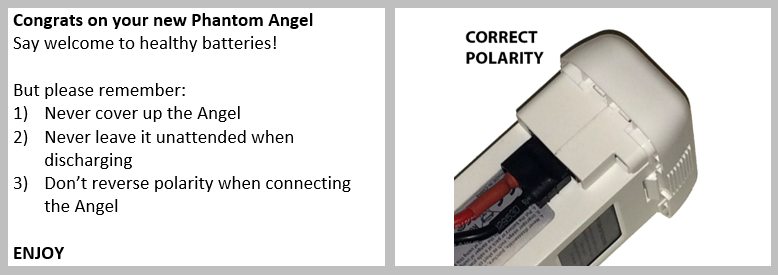 Congrats on your new Phantom Angel
Say welcome to healthy batteries!
But please remember:
1) Never cover up the Angel
2) Never leave it unattended when
discharging
3) Don’t reverse polarity when connecting
the Angel
ENJOY
CORRECT
POLARITY